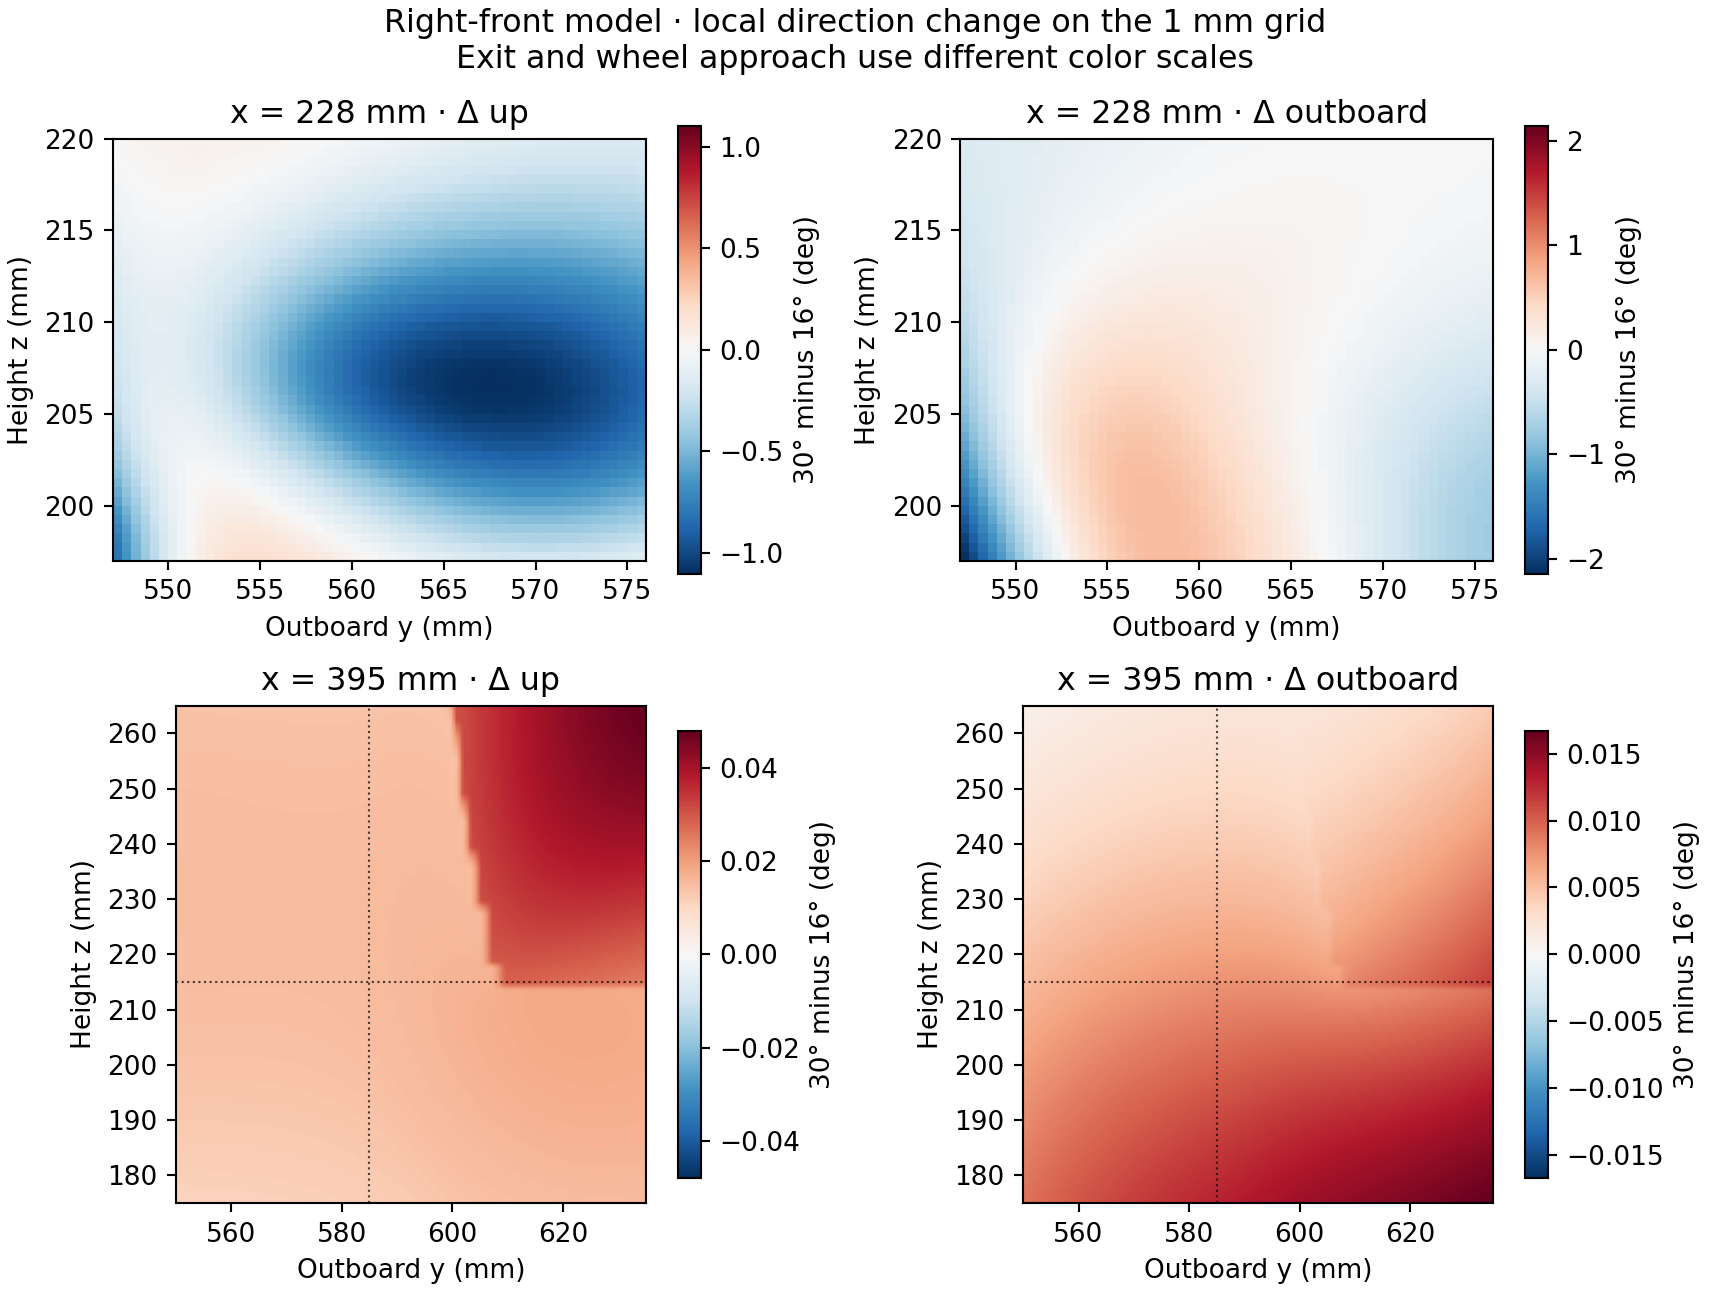 Right-front model · local direction change on the 1 mm grid
Exit and wheel approach use different color scales
x = 228 mm · Δ up
220
215
210
205
200
Height z (mm)
550 555 560 565 570 575
Outboard y (mm)
1.0
0.5
0.0
−0.5
−1.0
30° minus 16° (deg)
x = 228 mm · Δ outboard
220
215
210
205
200
Height z (mm)
550 555 560 565 570 575
Outboard y (mm)
2
1
0
−1
−2
30° minus 16° (deg)
x = 395 mm · Δ up
260
250
240
230
220
210
200
190
180
Height z (mm)
560 580 600 620
Outboard y (mm)
0.04
0.02
0.00
−0.02
−0.04
30° minus 16° (deg)
x = 395 mm · Δ outboard
260
250
240
230
220
210
200
190
180
Height z (mm)
560 580 600 620
Outboard y (mm)
0.015
0.010
0.005
0.000
−0.005
−0.010
−0.015
30° minus 16° (deg)